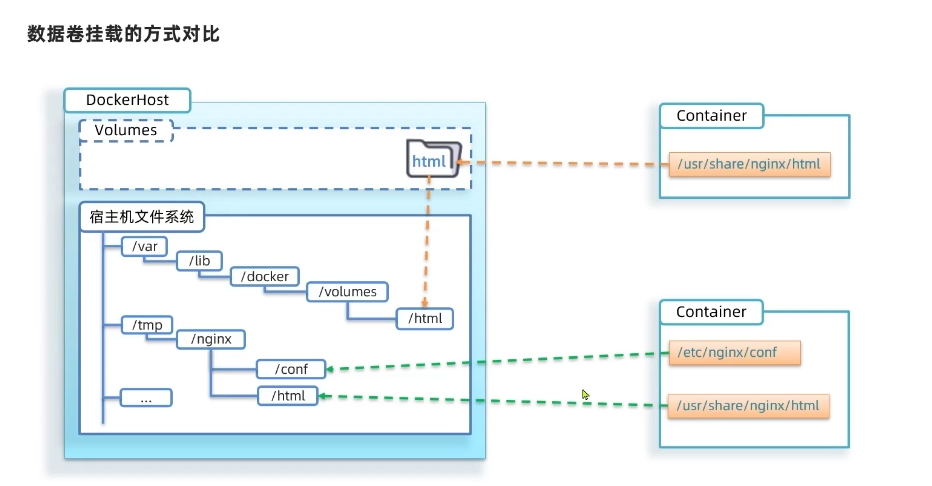 数据卷挂载的方式对比
DockerHost
Volumes
html
宿主机文件系统
/var
/lib
/docker
/volumes
/html
/tmp
/nginx
/conf
/html
...
Container
/usr/share/nginx/html
Container
/etc/nginx/conf
/usr/share/nginx/html